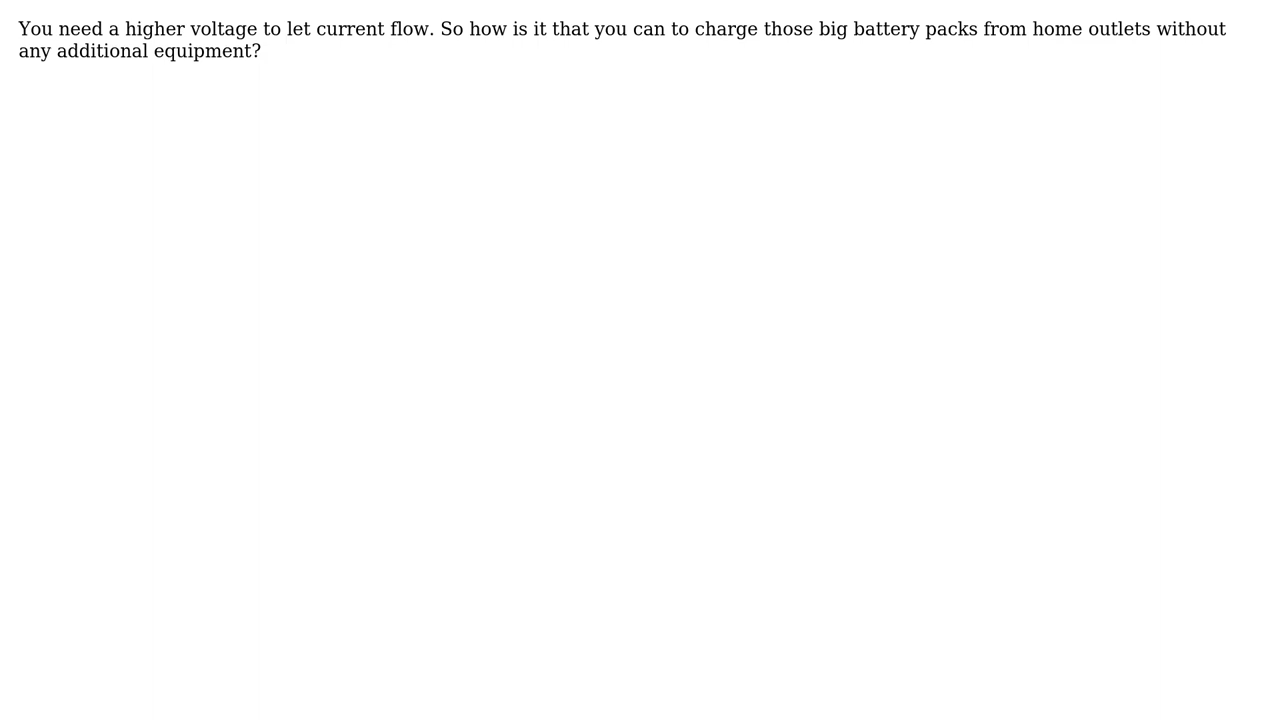 You need a higher voltage to let current flow. So how is it that you can to charge those big battery packs from home outlets without
any additional equipment?